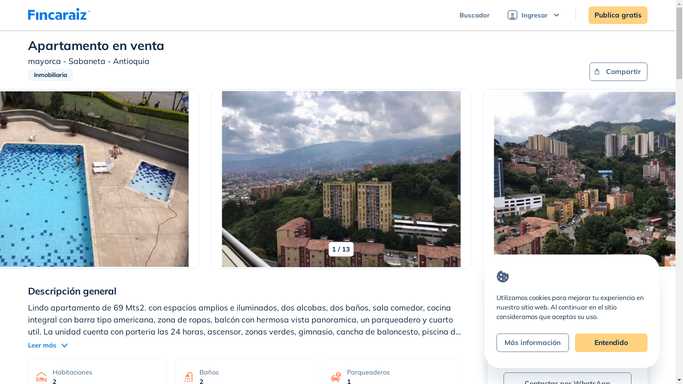 Fincaraiz
Buscador
Ingresar
Publica gratis
Apartamento en venta
mayorca - Sabaneta - Antioquia
Inmobiliaria
Compartir
1 / 13
Descripción general
Lindo apartamento de 69 Mts2. con espacios amplios e iluminados, dos alcobas, dos baños, sala comedor, cocina
integral con barra tipo americana, zona de ropas, balcón con hermosa vista panoramica, un parqueadero y cuarto
util. La unidad cuenta con porteria las 24 horas, ascensor, zonas verdes, gimnasio, cancha de baloncesto, piscina d...
Leer más
Habitaciones
2
Baños
2
Parqueaderos
1
Utilizamos cookies para mejorar tu experiencia en
nuestro sitio web. Al continuar en el sitio
consideramos que aceptas su uso.
Más información
Entendido
Contactar por WhatsApp